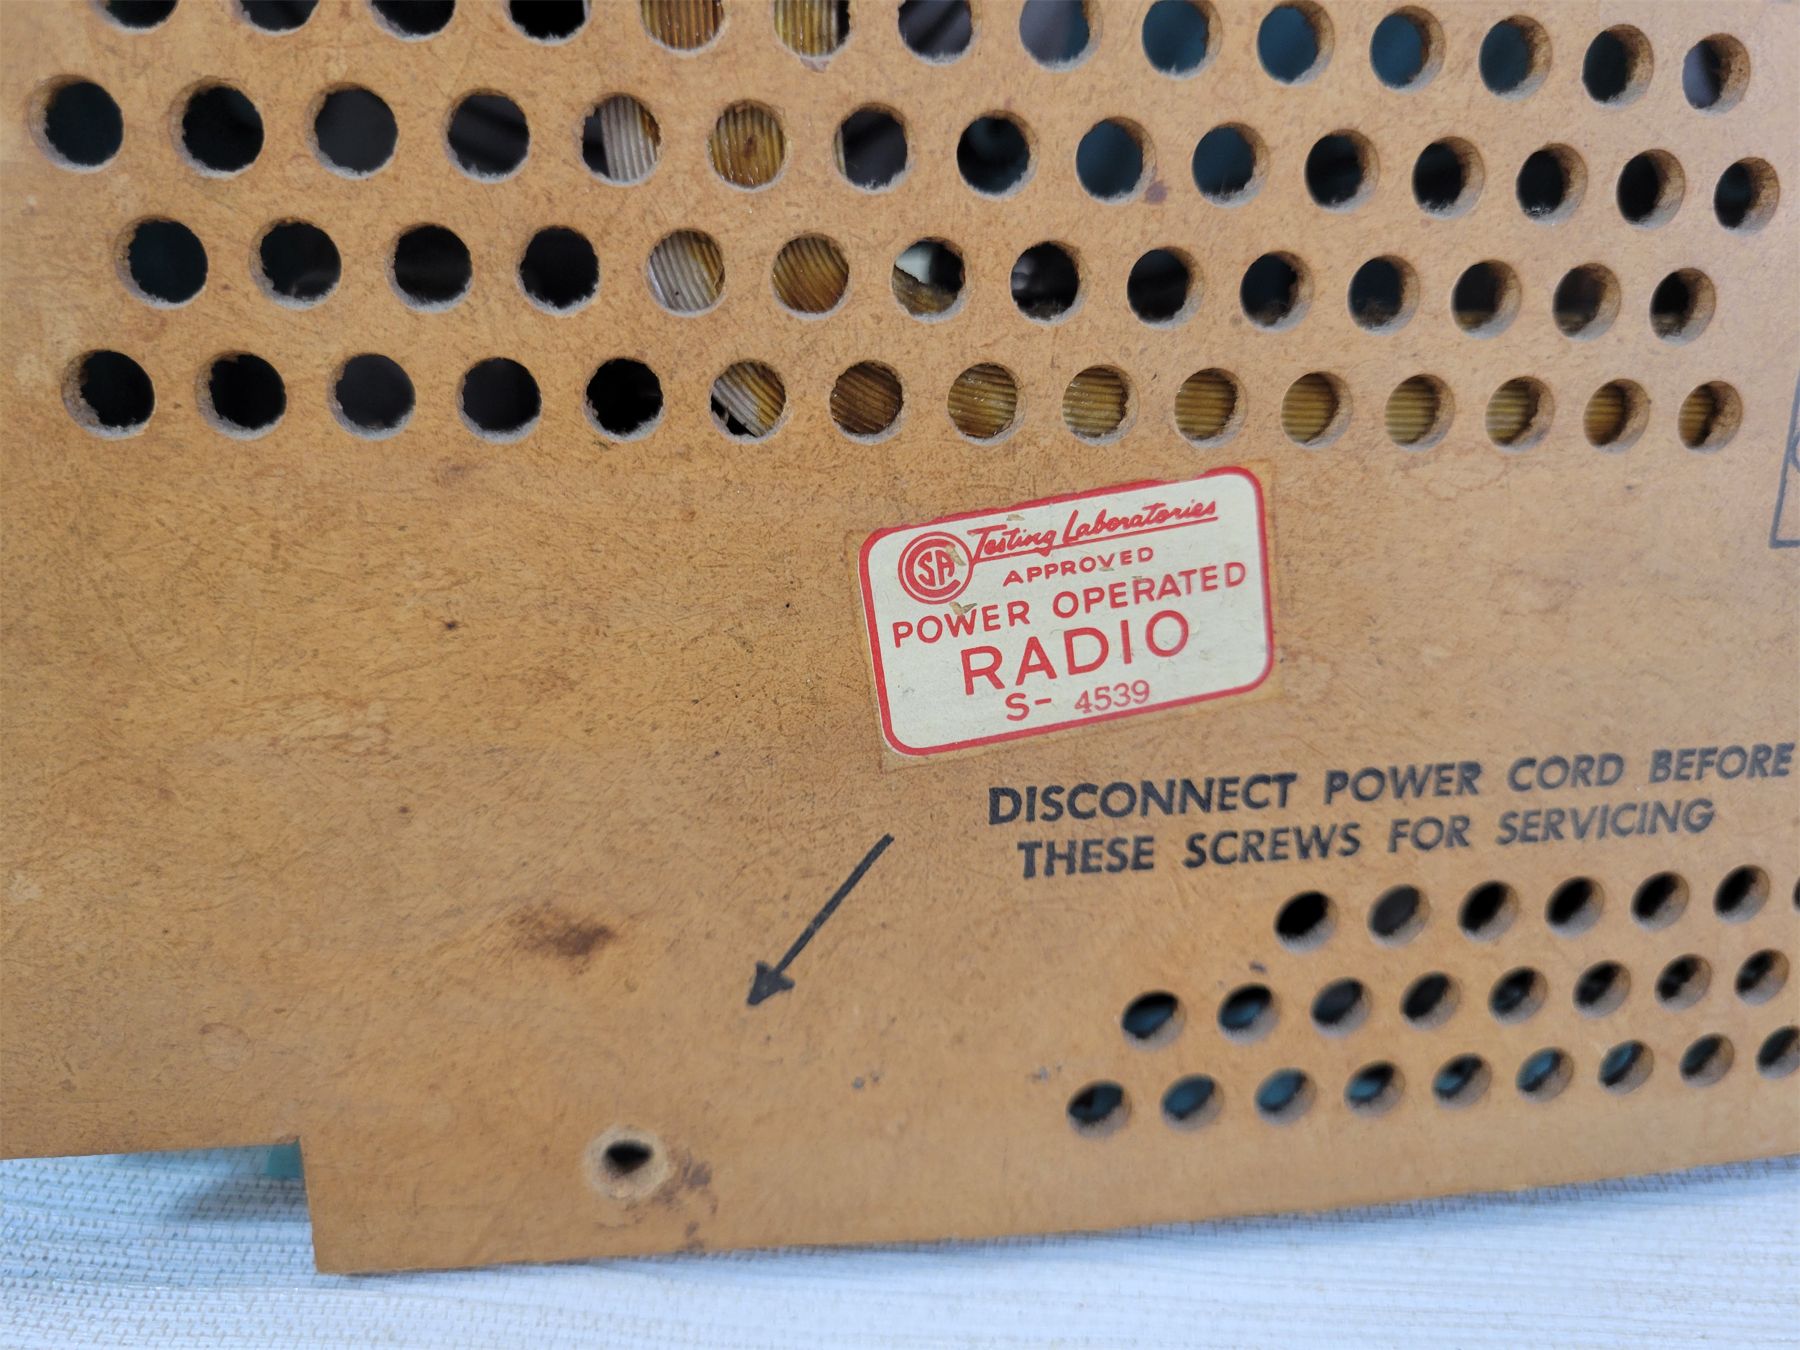 CSA Testing Laboratories
APPROVED
POWER OPERATED
RADIO
S- 4539
DISCONNECT POWER CORD BEFORE
THESE SCREWS FOR SERVICING